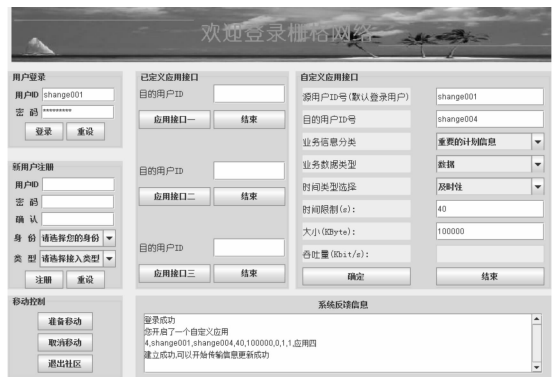 欢迎登录栅格网络
用户登录
用户ID shange001
密 码 *********
登录 重设
新用户注册
用户ID
密 码
确 认
身 份 请选择您的身份
类 型 请选择接入类型
注册 重设
移动控制
准备移动
取消移动
退出社区
已定义应用接口
目的用户ID
应用接口一 结束
目的用户ID
应用接口二 结束
目的用户ID
应用接口三 结束
自定义应用接口
源用户ID号(默认登录用户) shange001
目的用户ID号 shange004
业务信息分类 重要的计划信息
业务数据类型 数据
时间类型选择 及时性
时间限制(s): 40
大小(KByte): 100000
吞吐量(Kbit/s):
确定 结束
系统反馈信息
登录成功
您开启了一个自定义应用
4,shange001,shange004,40,100000,0,1,1,应用四
建立成功,可以开始传输信息更新成功